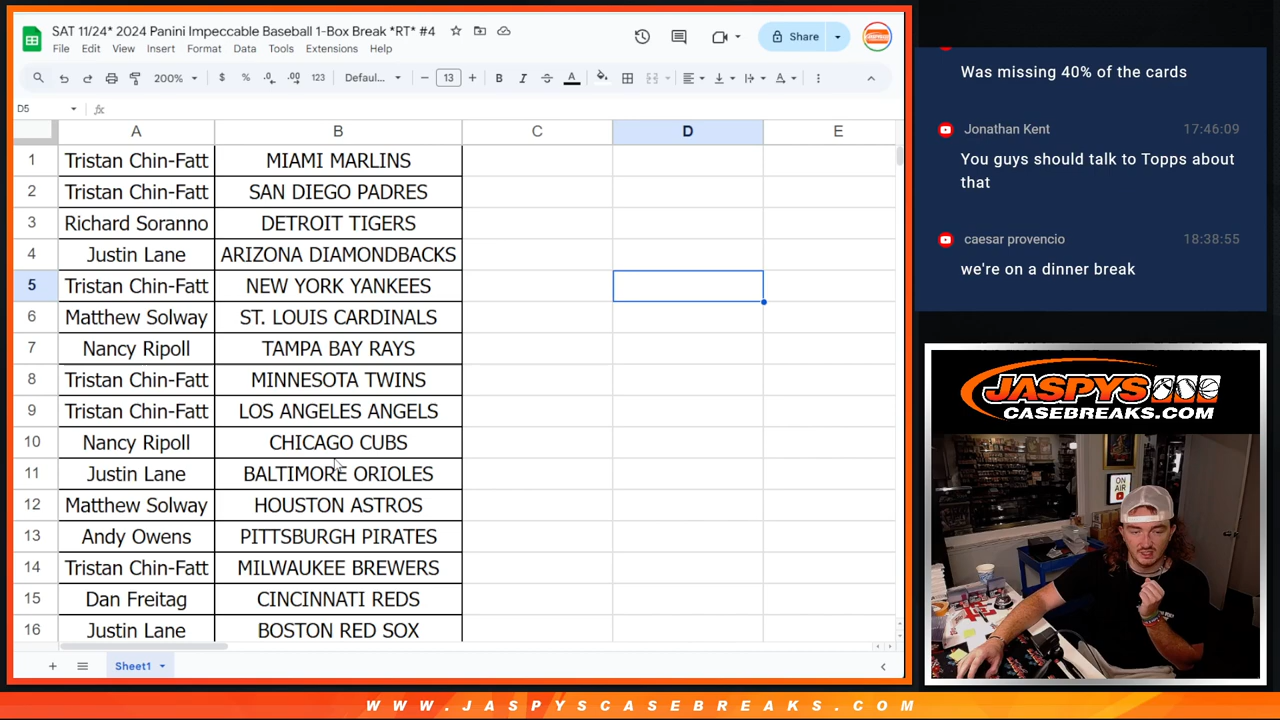 SAT 11/24* 2024 Panini Impeccable Baseball 1-Box Break *RT* #4
File Edit View Insert Format Data Tools Extensions Help
Share
200% $ % .0 .00 123 Defaul... 13 B I S A A
D5 fx
A B C D E
1 Tristan Chin-Fatt MIAMI MARLINS
2 Tristan Chin-Fatt SAN DIEGO PADRES
3 Richard Soranno DETROIT TIGERS
4 Justin Lane ARIZONA DIAMONDBACKS
5 Tristan Chin-Fatt NEW YORK YANKEES
6 Matthew Solway ST. LOUIS CARDINALS
7 Nancy Ripoll TAMPA BAY RAYS
8 Tristan Chin-Fatt MINNESOTA TWINS
9 Tristan Chin-Fatt LOS ANGELES ANGELS
10 Nancy Ripoll CHICAGO CUBS
11 Justin Lane BALTIMORE ORIOLES
12 Matthew Solway HOUSTON ASTROS
13 Andy Owens PITTSBURGH PIRATES
14 Tristan Chin-Fatt MILWAUKEE BREWERS
15 Dan Freitag CINCINNATI REDS
16 Justin Lane BOSTON RED SOX
Sheet1
Was missing 40% of the cards
Jonathan Kent 17:46:09
You guys should talk to Topps about
that
caesar provencio 18:38:55
we're on a dinner break
JASPYS
CASEBREAKS.COM
ON
AIR
WWW.JASPYSCASEBREAKS.COM